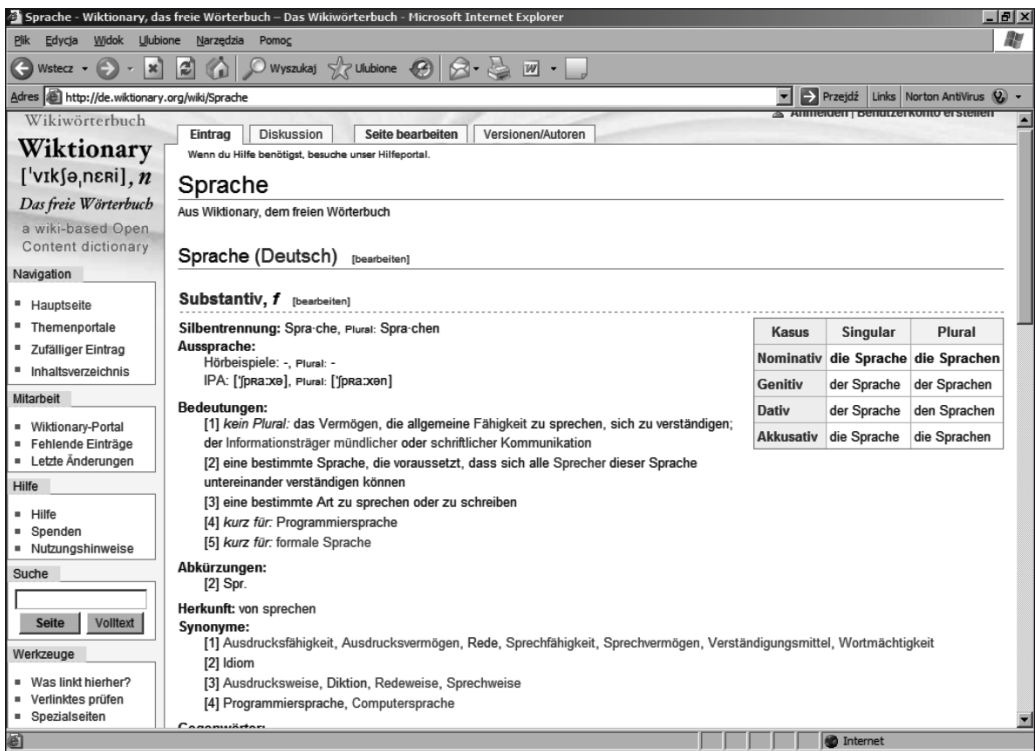 Sprache - Wiktionary, das freie Wörterbuch – Das Wikiwörterbuch - Microsoft Internet Explorer
Plik Edycja Widok Ulubione Narzędzia Pomoc
Wstecz Wyszukaj Ulubione
Adres http://de.wiktionary.org/wiki/Sprache Przejdź Links Norton AntiVirus
Wikiwörterbuch
Wiktionary
['vɪkʃəˌnɛʀi], n
Das freie Wörterbuch
a wiki-based Open
Content dictionary
Navigation
Hauptseite
Themenportale
Zufälliger Eintrag
Inhaltsverzeichnis
Mitarbeit
Wiktionary-Portal
Fehlende Einträge
Letzte Änderungen
Hilfe
Hilfe
Spenden
Nutzungshinweise
Suche
Seite Volltext
Werkzeuge
Was linkt hierher?
Verlinktes prüfen
Spezialseiten
Anmelden | Benutzerkonto erstellen
Eintrag Diskussion Seite bearbeiten Versionen/Autoren
Wenn du Hilfe benötigst, besuche unser Hilfeportal.
Sprache
Aus Wiktionary, dem freien Wörterbuch
Sprache (Deutsch) [bearbeiten]
Substantiv, f [bearbeiten]
Silbentrennung: Spra·che, Plural: Spra·chen
Aussprache:
Hörbeispiele: -, Plural: -
IPA: ['ʃpʀaːxə], Plural: ['ʃpʀaːxən]
Kasus Singular Plural
Nominativ die Sprache die Sprachen
Genitiv der Sprache der Sprachen
Dativ der Sprache den Sprachen
Akkusativ die Sprache die Sprachen
Bedeutungen:
[1] kein Plural: das Vermögen, die allgemeine Fähigkeit zu sprechen, sich zu verständigen;
der Informationsträger mündlicher oder schriftlicher Kommunikation
[2] eine bestimmte Sprache, die voraussetzt, dass sich alle Sprecher dieser Sprache
untereinander verständigen können
[3] eine bestimmte Art zu sprechen oder zu schreiben
[4] kurz für: Programmiersprache
[5] kurz für: formale Sprache
Abkürzungen:
[2] Spr.
Herkunft: von sprechen
Synonyme:
[1] Ausdrucksfähigkeit, Ausdrucksvermögen, Rede, Sprechfähigkeit, Sprechvermögen, Verständigungsmittel, Wortmächtigkeit
[2] Idiom
[3] Ausdrucksweise, Diktion, Redeweise, Sprechweise
[4] Programmiersprache, Computersprache
Gegenwörter:
Internet